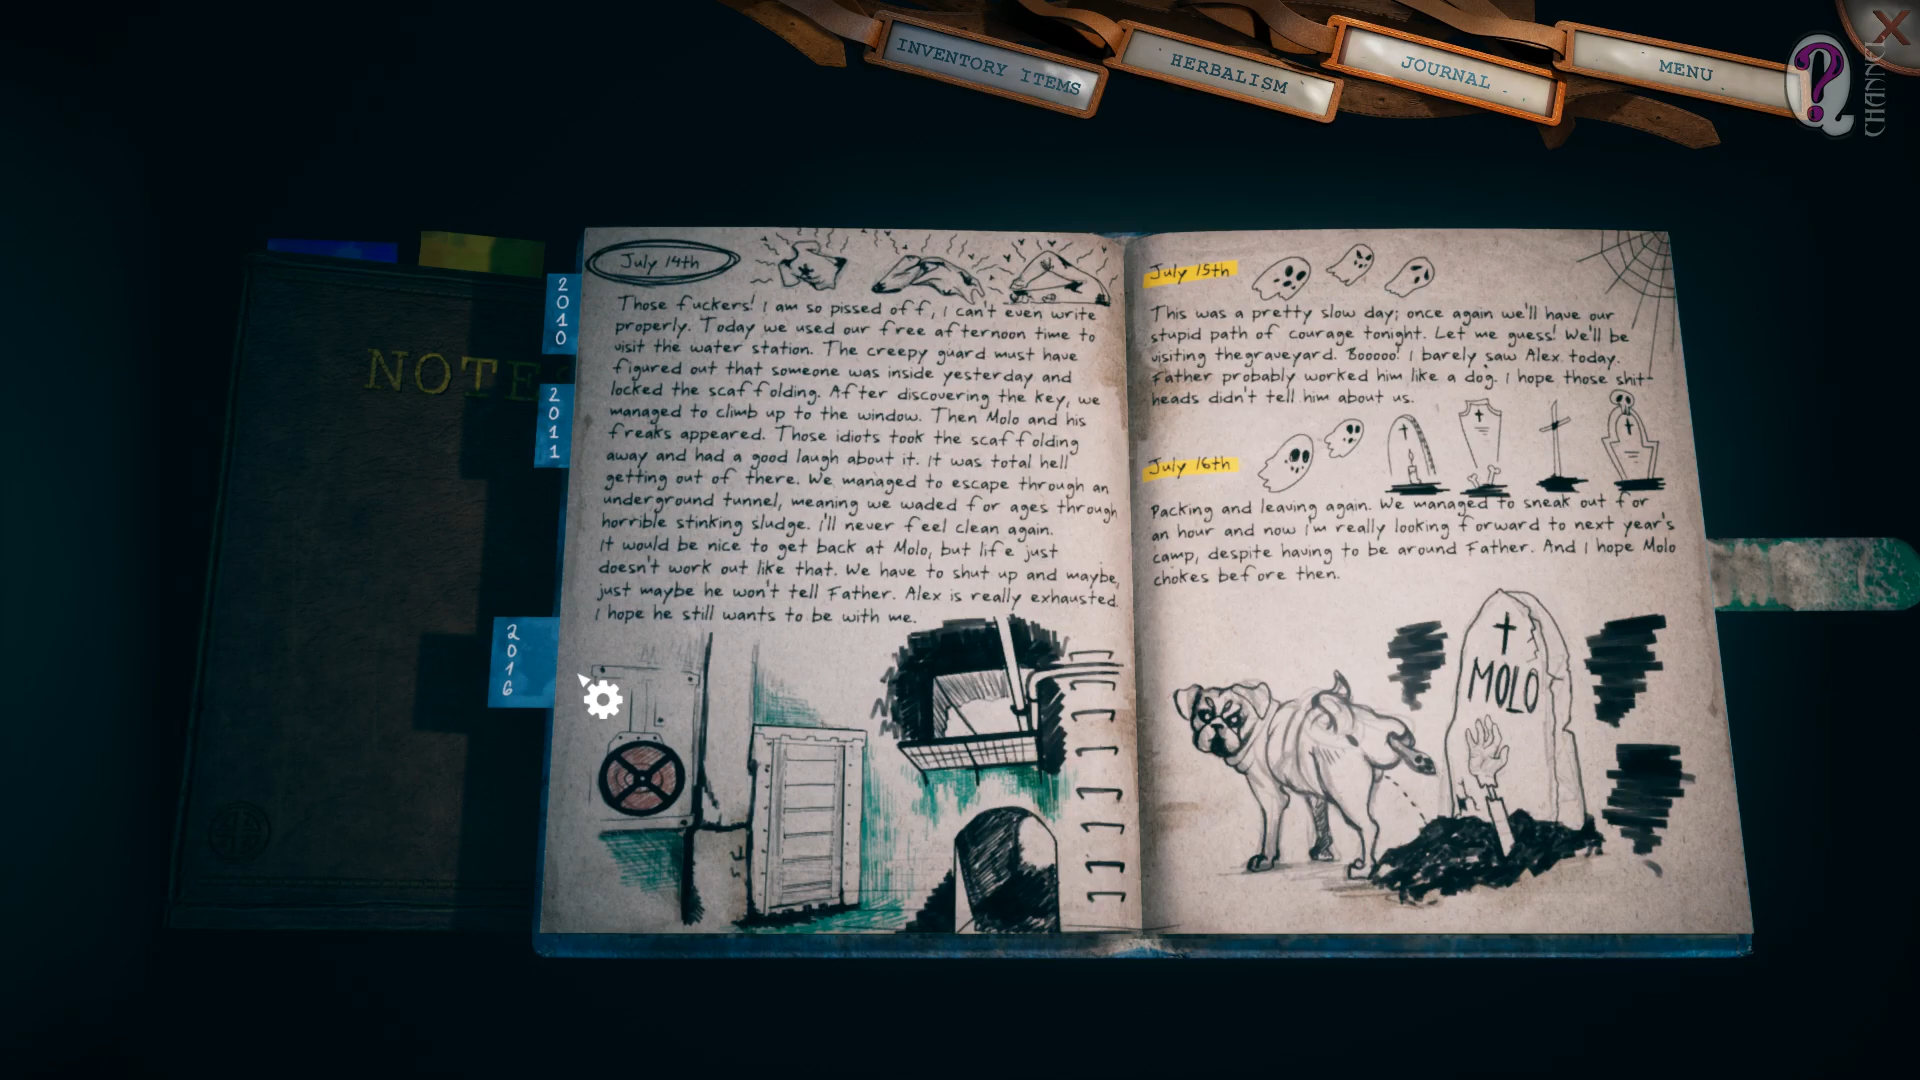 INVENTORY ITEMS
HERBALISM
JOURNAL
MENU
CHANNEL
NOTE
2010
2011
2016
July 14th
Those fuckers! I am so pissed off, I can't even write
properly. Today we used our free afternoon time to
visit the water station. The creepy guard must have
figured out that someone was inside yesterday and
locked the scaffolding. After discovering the key, we
managed to climb up to the window. Then Molo and his
freaks appeared. Those idiots took the scaffolding
away and had a good laugh about it. It was total hell
getting out of there. We managed to escape through an
underground tunnel, meaning we waded for ages through
horrible stinking sludge. I'll never feel clean again.
It would be nice to get back at Molo, but life just
doesn't work out like that. We have to shut up and maybe,
just maybe he won't tell Father. Alex is really exhausted.
I hope he still wants to be with me.
July 15th
This was a pretty slow day; once again we'll have our
stupid path of courage tonight. Let me guess! We'll be
visiting thegraveyard. Booooo! I barely saw Alex today.
Father probably worked him like a dog. I hope those shit-
heads didn't tell him about us.
July 16th
Packing and leaving again. We managed to sneak out for
an hour and now I'm really looking forward to next year's
camp, despite having to be around Father. And I hope Molo
chokes before then.
MOLO